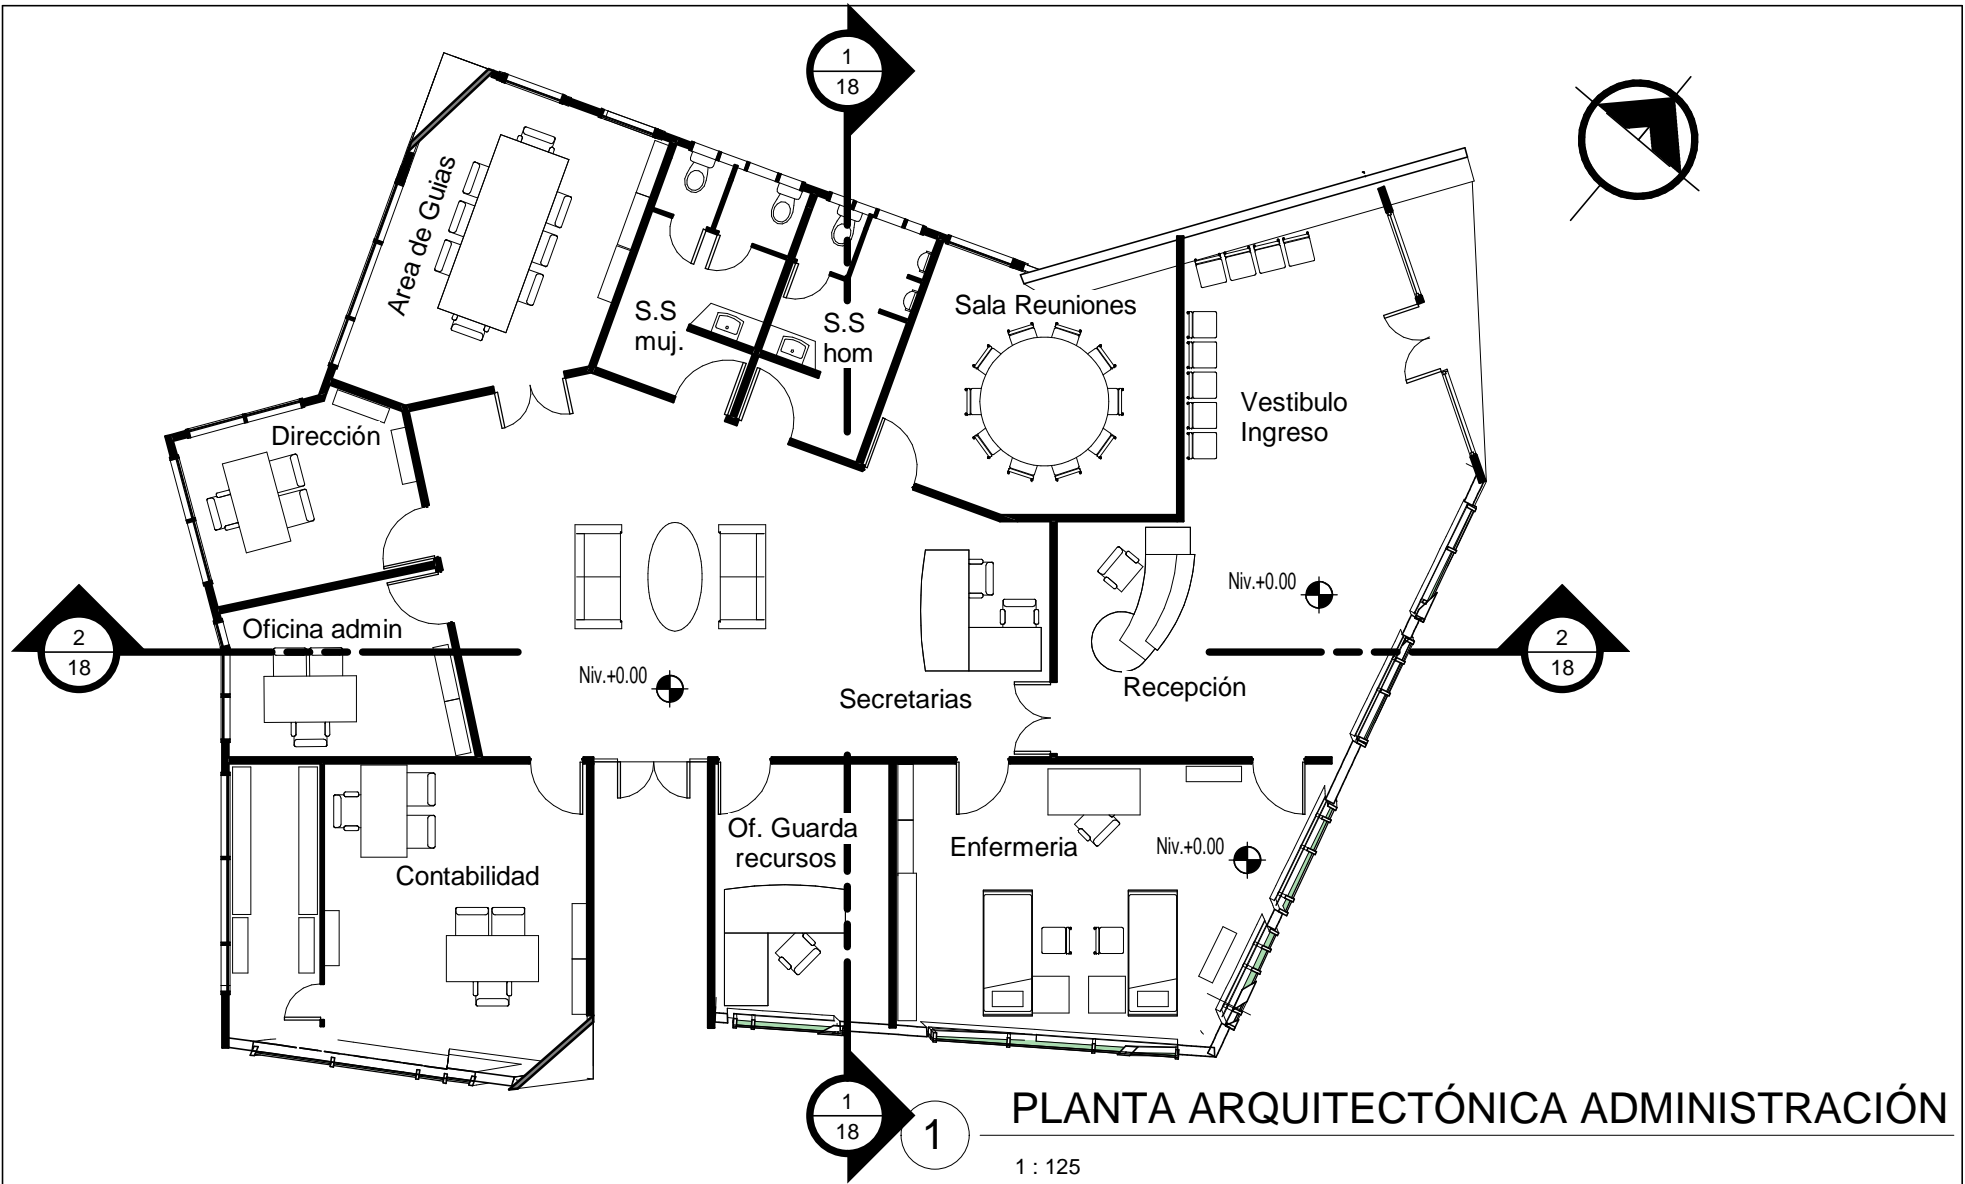 1
18
Area de Guias
S.S
muj.
S.S
hom
Sala Reuniones
Vestibulo
Ingreso
Dirección
Niv.+0.00
Oficina admin
2
18
2
18
Niv.+0.00
Secretarias
Recepción
Of. Guarda
recursos
Enfermeria
Niv.+0.00
Contabilidad
1
18
1
PLANTA ARQUITECTÓNICA ADMINISTRACIÓN
1 : 125